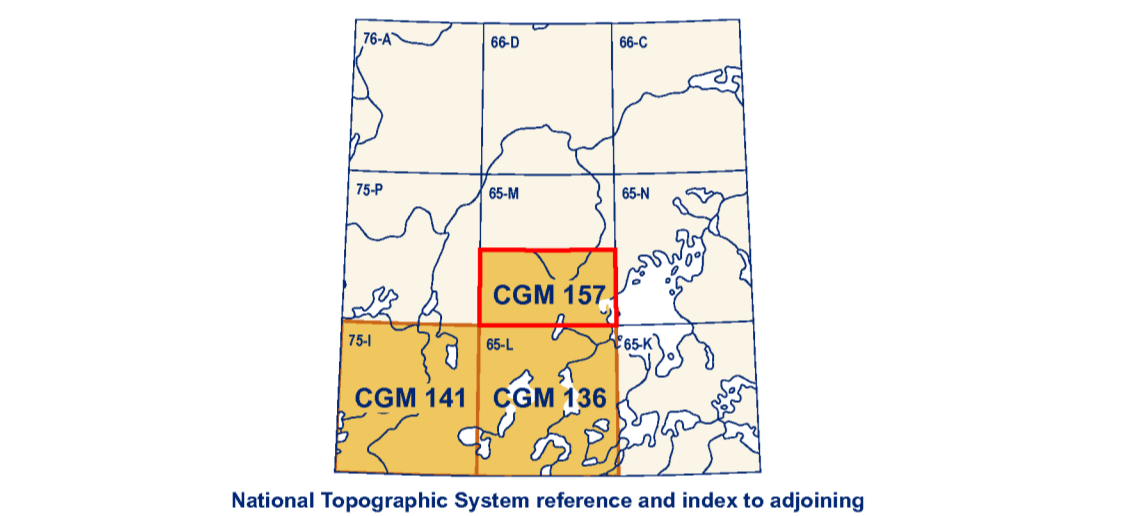 76-A
66-D
66-C
75-P
65-M
65-N
CGM 157
75-I
65-L
65-K
CGM 141
CGM 136
National Topographic System reference and index to adjoining